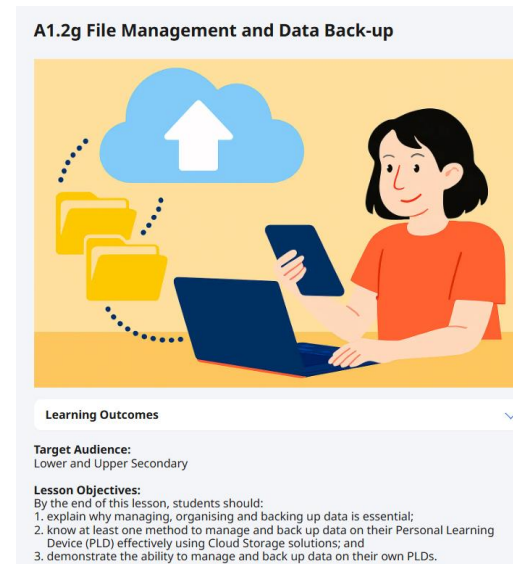 A1.2g File Management and Data Back-up
Learning Outcomes
Target Audience:
Lower and Upper Secondary
Lesson Objectives:
By the end of this lesson, students should:
1. explain why managing, organising and backing up data is essential;
2. know at least one method to manage and back up data on their Personal Learning
Device (PLD) effectively using Cloud Storage solutions; and
3. demonstrate the ability to manage and back up data on their own PLDs.